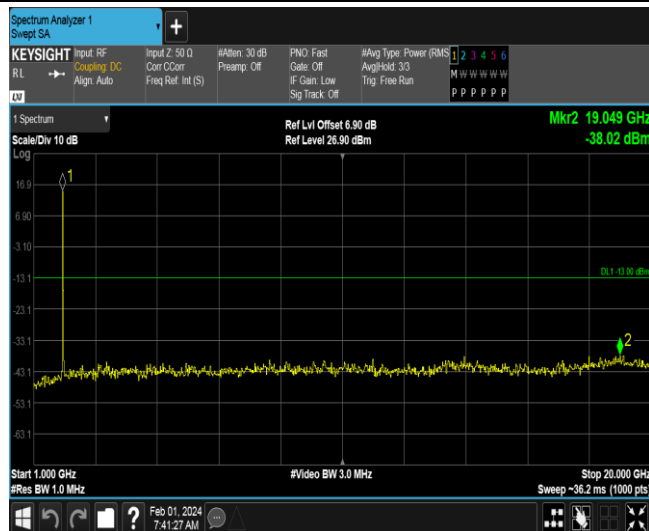 Spectrum Analyzer 1
Swept SA
+
KEYSIGHT
RL
Input: RF
Coupling: DC
Align: Auto
Input Z: 50 Ω
Corr CCorr
Freq Ref: Int (S)
#Atten: 30 dB
Preamp: Off
PNO: Fast
Gate: Off
IF Gain: Low
Sig Track: Off
#Avg Type: Power (RMS
Avg|Hold: 3/3
Trig: Free Run
1 2 3 4 5 6
M W W W W W
P P P P P P
1 Spectrum
Scale/Div 10 dB
Ref Lvl Offset 6.90 dB
Ref Level 26.90 dBm
Mkr2 19.049 GHz
-38.02 dBm
Log
1
16.9
6.90
-3.10
-13.1
DL1 -13.00 dBm
-23.1
-33.1
2
-43.1
-53.1
-63.1
Start 1.000 GHz
#Res BW 1.0 MHz
#Video BW 3.0 MHz
Stop 20.000 GHz
Sweep ~36.2 ms (1000 pts)
?
Feb 01, 2024
7:41:27 AM